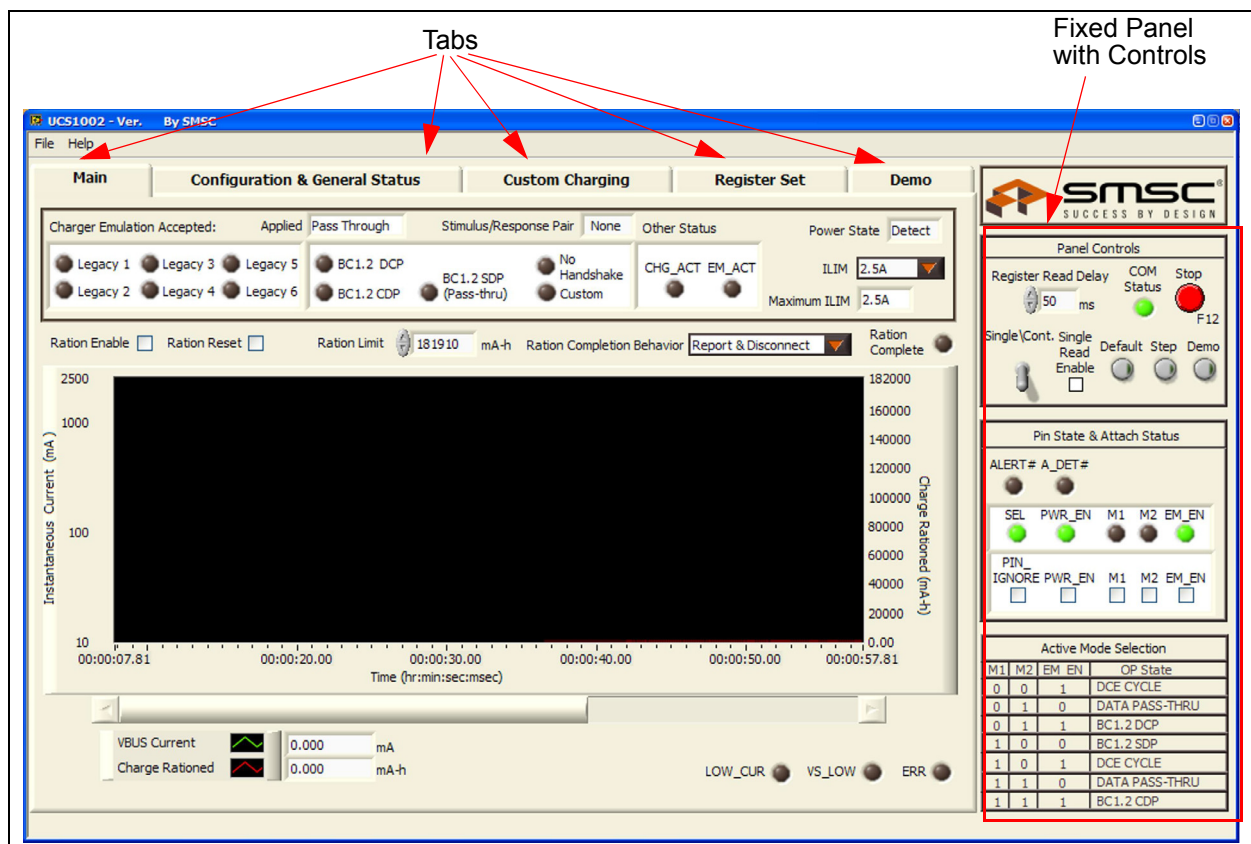 Tabs
Fixed Panel
with Controls
UCS1002 - Ver. By SMSC
File Help
Main
Configuration & General Status
Custom Charging
Register Set
Demo
smsc®
SUCCESS BY DESIGN
Charger Emulation Accepted:
Applied Pass Through
Stimulus/Response Pair None
Other Status
Power State Detect
Legacy 1 Legacy 3 Legacy 5
Legacy 2 Legacy 4 Legacy 6
BC1.2 DCP
BC1.2 CDP
BC1.2 SDP
(Pass-thru)
No
Handshake
Custom
CHG_ACT EM_ACT
ILIM 2.5A
Maximum ILIM 2.5A
Ration Enable
Ration Reset
Ration Limit 181910 mA-h
Ration Completion Behavior Report & Disconnect
Ration
Complete
Instantaneous Current (mA)
2500
1000
100
10
182000
160000
140000
120000
100000
80000
60000
40000
20000
0.00
Charge Rationed (mA-h)
00:00:07.81 00:00:20.00 00:00:30.00 00:00:40.00 00:00:50.00 00:00:57.81
Time (hr:min:sec:msec)
VBUS Current 0.000 mA
Charge Rationed 0.000 mA-h
LOW_CUR VS_LOW ERR
Panel Controls
Register Read Delay
50 ms
COM
Status
Stop
F12
Single\Cont.
Single
Read
Enable
Default Step Demo
Pin State & Attach Status
ALERT# A_DET#
SEL PWR_EN M1 M2 EM_EN
PIN_
IGNORE PWR_EN M1 M2 EM_EN
Active Mode Selection
M1 M2 EM EN OP State
0 0 1 DCE CYCLE
0 1 0 DATA PASS-THRU
0 1 1 BC1.2 DCP
1 0 0 BC1.2 SDP
1 0 1 DCE CYCLE
1 1 0 DATA PASS-THRU
1 1 1 BC1.2 CDP